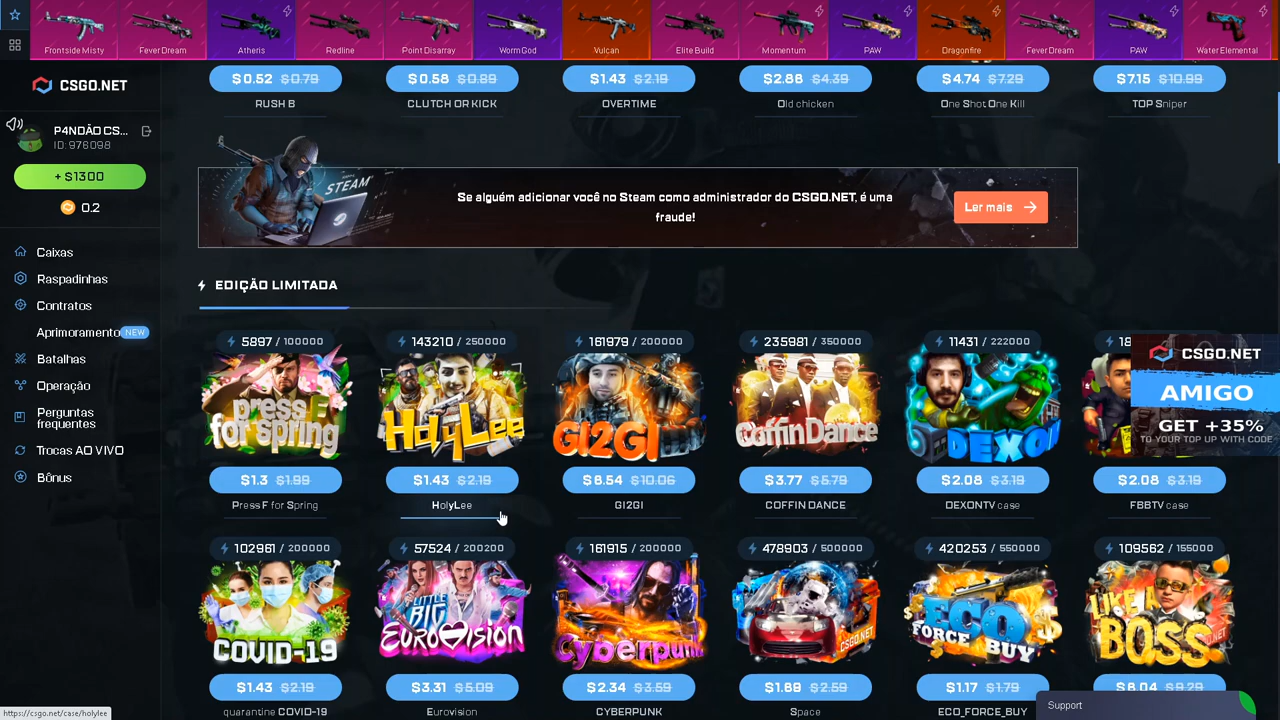 Frontside Misty
Fever Dream
Atheris
Redline
Point Disarray
Worm God
Vulcan
Elite Build
Momentum
PAW
Dragonfire
Fever Dream
PAW
Water Elemental
CSGO.NET
P4NDÃO CS...
ID: 976098
+ $1300
0.2
Caixas
Raspadinhas
Contratos
Aprimoramento NEW
Batalhas
Operação
Perguntas
frequentes
Trocas AO VIVO
Bônus
$0.52 $0.79
RUSH B
$0.58 $0.89
CLUTCH OR KICK
$1.43 $2.19
OVERTIME
$2.88 $4.39
Old chicken
$4.74 $7.29
One Shot One Kill
$7.15 $10.99
TOP Sniper
STEAM
Se alguém adicionar você no Steam como administrador do CSGO.NET, é uma
fraude!
Ler mais
EDIÇÃO LIMITADA
5897 / 100000
press F
for spring
$1.3 $1.99
Press F for Spring
143210 / 250000
HolyLee
$1.43 $2.19
HolyLee
161979 / 200000
GI2GI
$6.54 $10.06
GI2GI
235981 / 350000
Coffin Dance
$3.77 $5.79
COFFIN DANCE
11431 / 222000
DEXON
$2.08 $3.19
DEXONTV case
18
$2.08 $3.19
FBBTV case
CSGO.NET
AMIGO
GET +35%
TO YOUR TOP UP WITH CODE
102961 / 200000
COVID-19
$1.43 $2.19
quarantine COVID-19
57524 / 200200
LITTLE
BIG
EUROVISION
$3.31 $5.09
Eurovision
161915 / 200000
Cyberpunk
$2.34 $3.59
CYBERPUNK
478903 / 500000
CSGO.NET
$1.69 $2.59
Space
420253 / 550000
ECO
FORCE BUY
$1.17 $1.79
ECO_FORCE_BUY
109562 / 155000
LIKE A
BOSS
$6.04 $9.29
Support
https://csgo.net/case/holylee